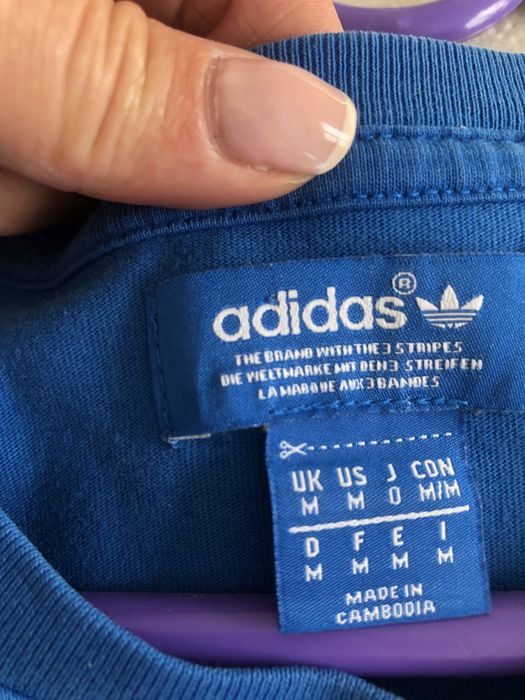 adidas®
THE BRAND WITH THE 3 STRIPES
DIE WELTMARKE MIT DEN 3 STREIFEN
LA MARQUE AUX 3 BANDES
UK US J CDN
M M O M/M
D F E I
M M M M
MADE IN
CAMBODIA